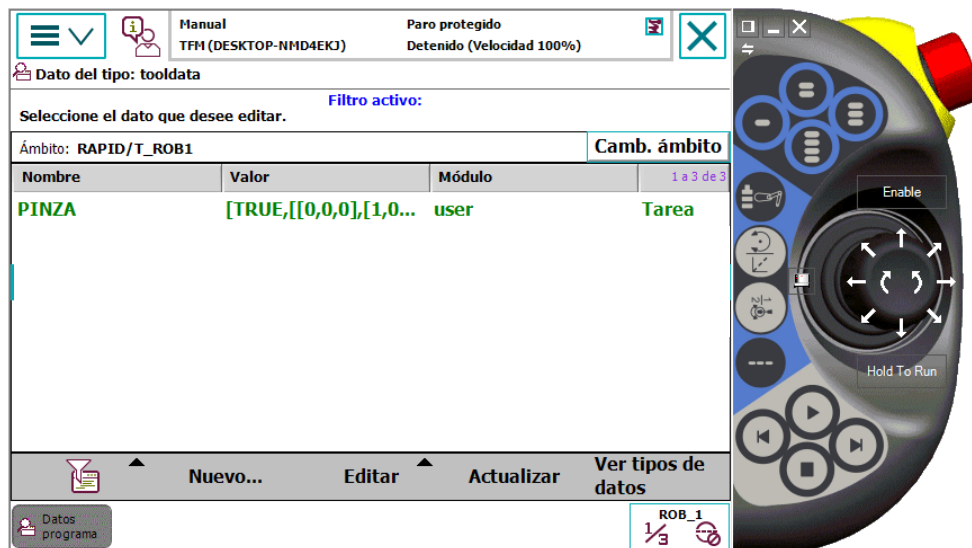 Manual
TFM (DESKTOP-NMD4EKJ)
Paro protegido
Detenido (Velocidad 100%)
Dato del tipo: tooldata
Filtro activo:
Seleccione el dato que desee editar.
Ámbito: RAPID/T_ROB1
Camb. ámbito
Nombre Valor Módulo 1 a 3 de 3
PINZA [TRUE,[[0,0,0],[1,0... user Tarea
Nuevo... Editar Actualizar Ver tipos de datos
Datos programa
ROB_1
1/3
Enable
Hold To Run